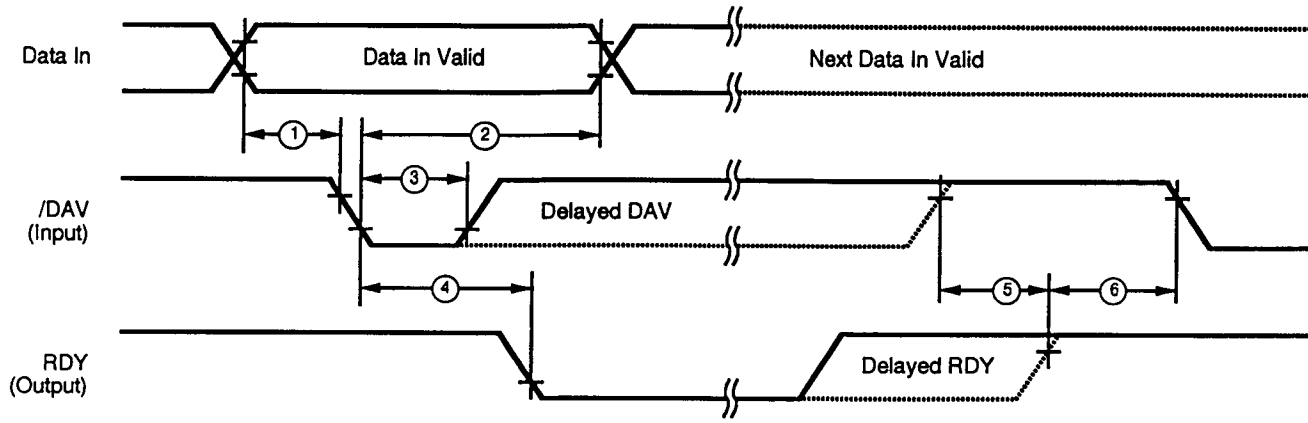 Data In
Data In Valid
Next Data In Valid
1
2
3
/DAV
(Input)
Delayed DAV
4
5
6
RDY
(Output)
Delayed RDY